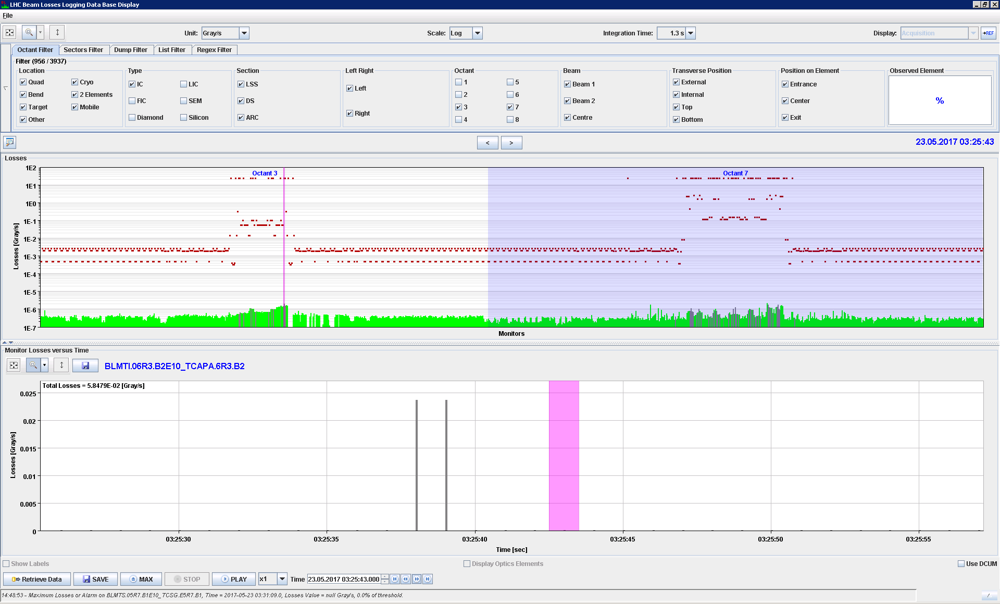 LHC Beam Losses Logging Data Base Display
File
Unit: Gray/s Scale: Log Integration Time: 1.3 s Display: Acquisition →REF
Octant Filter Sectors Filter Dump Filter List Filter Regex Filter
Filter (956 / 3937)
Location Type Section Left Right Octant Beam Transverse Position Position on Element Observed Element
Quad Cryo IC LIC LSS Left 1 5 Beam 1 External Entrance
Bend 2 Elements FIC SEM DS 2 6 Beam 2 Internal Center %
Target Mobile Right 3 7 Top
Other Diamond Silicon ARC 4 8 Centre Bottom Exit
< > 23.05.2017 03:25:43
Losses
1E2
Octant 3 Octant 7
1E1
1E0
1E-1
1E-2
1E-3
1E-4
1E-5
1E-6
1E-7
Losses [Gray/s]
Monitors
Monitor Losses versus Time
BLMTI.06R3.B2E10_TCAPA.6R3.B2
Total Losses = 5.8479E-02 [Gray/s]
0.025
0.02
0.015
0.01
0.005
0
Losses [Gray/s]
03:25:30 03:25:35 03:25:40 03:25:45 03:25:50 03:25:55
Time [sec]
Show Labels Display Optics Elements Use DCUM
Retrieve Data SAVE MAX STOP PLAY x1 Time 23.05.2017 03:25:43.000
14:48:53 - Maximum Losses or Alarm on BLMTS.05R7.B1E10_TCSG.E5R7.B1, Time = 2017-05-23 03:31:09.0, Losses Value = null Gray/s, 0.0% of threshold.